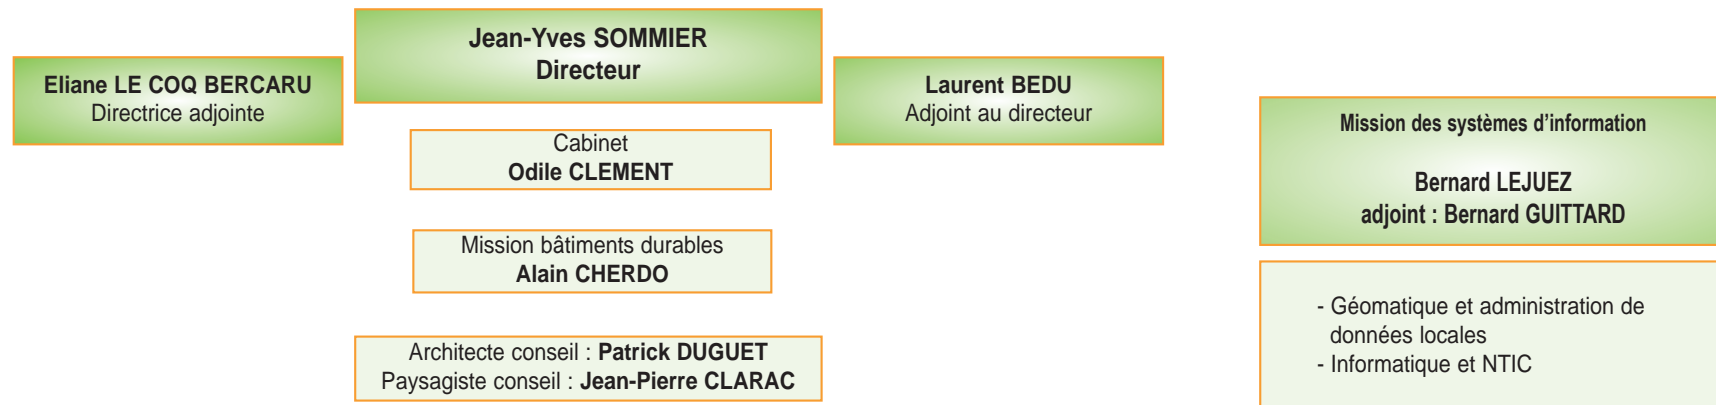 Jean-Yves SOMMIER
Directeur
Eliane LE COQ BERCARU
Directrice adjointe
Laurent BEDU
Adjoint au directeur
Cabinet
Odile CLEMENT
Mission bâtiments durables
Alain CHERDO
Architecte conseil : Patrick DUGUET
Paysagiste conseil : Jean-Pierre CLARAC
Mission des systèmes d'information
Bernard LEJUEZ
adjoint : Bernard GUITTARD
- Géomatique et administration de
données locales
- Informatique et NTIC